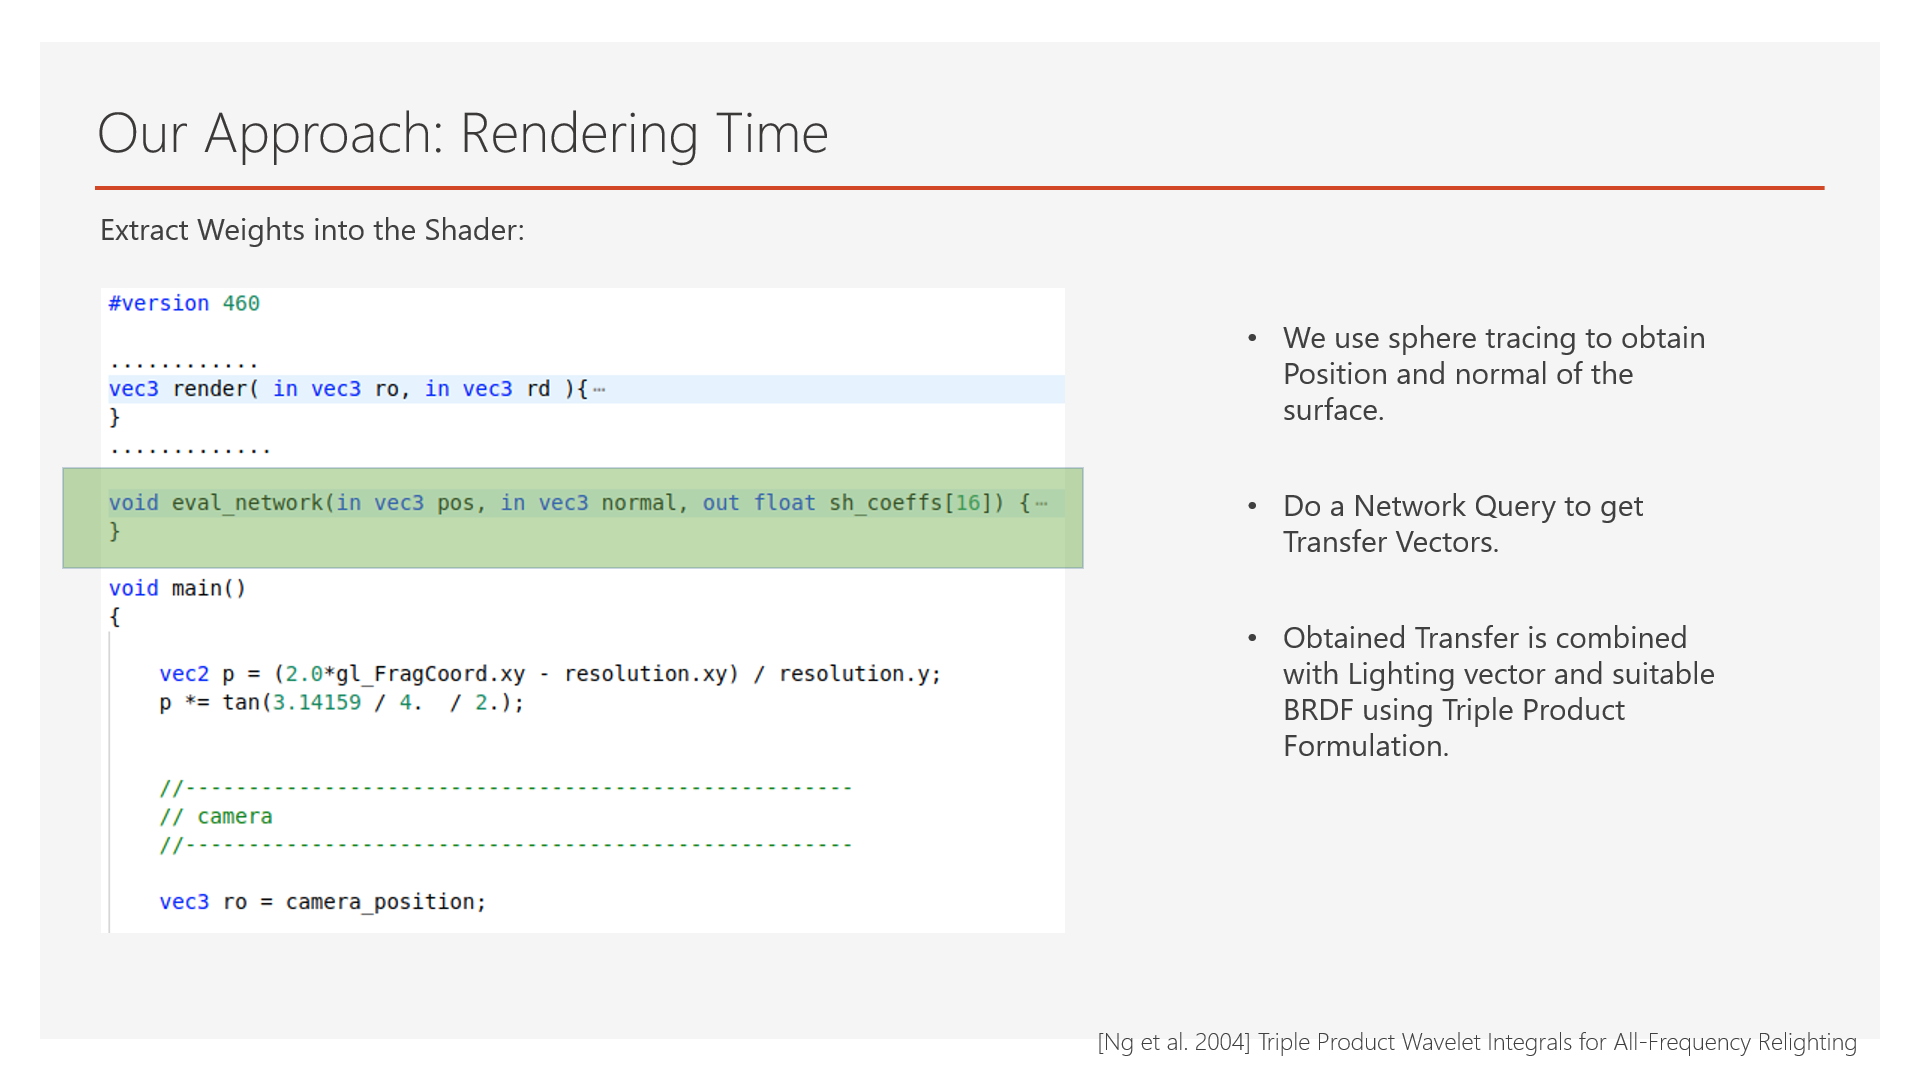 Our Approach: Rendering Time
Extract Weights into the Shader:
#version 460
............
vec3 render( in vec3 ro, in vec3 rd ){⋯
}
.............
void eval_network(in vec3 pos, in vec3 normal, out float sh_coeffs[16]) {⋯
}
void main()
{
vec2 p = (2.0*gl_FragCoord.xy - resolution.xy) / resolution.y;
p *= tan(3.14159 / 4.  / 2.);
//-----------------------------------------------------
// camera
//-----------------------------------------------------
vec3 ro = camera_position;
• We use sphere tracing to obtain
Position and normal of the
surface.
• Do a Network Query to get
Transfer Vectors.
• Obtained Transfer is combined
with Lighting vector and suitable
BRDF using Triple Product
Formulation.
[Ng et al. 2004] Triple Product Wavelet Integrals for All-Frequency Relighting